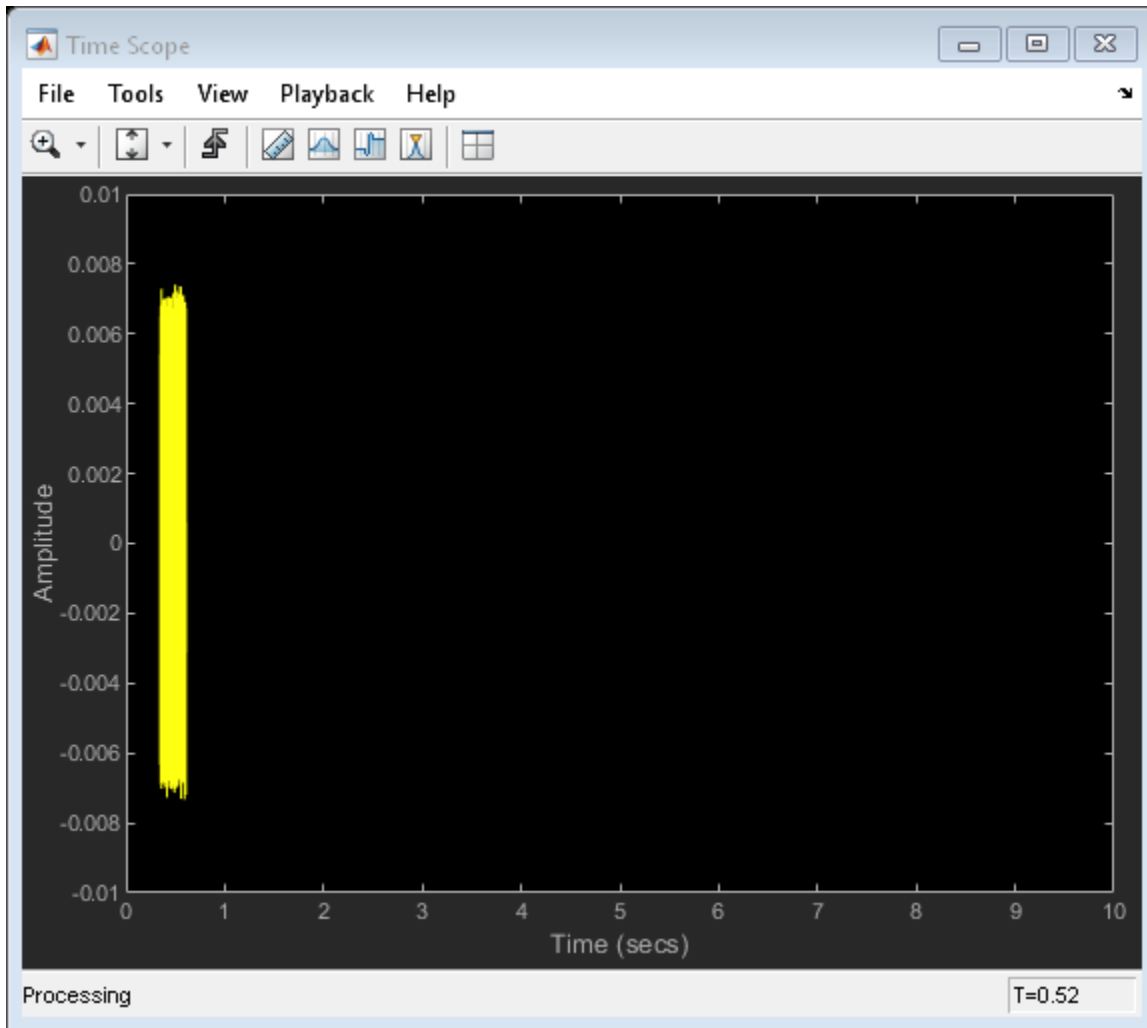 Time Scope
File Tools View Playback Help
0.01
0.008
0.006
0.004
0.002
0
-0.002
-0.004
-0.006
-0.008
-0.01
Amplitude
0 1 2 3 4 5 6 7 8 9 10
Time (secs)
Processing T=0.52